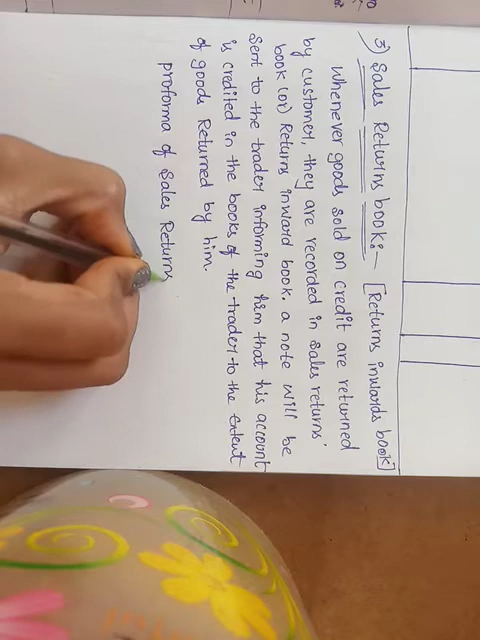 3) Sales Returns book:- [Returns inwards book]
Whenever goods sold on credit are returned
by customer, they are recorded in sales returns
book (or) Returns inward book. a note will be
sent to the trader informing him that his account
is credited in the books of the trader to the extent
of goods Returned by him.
proforma of Sales Returns